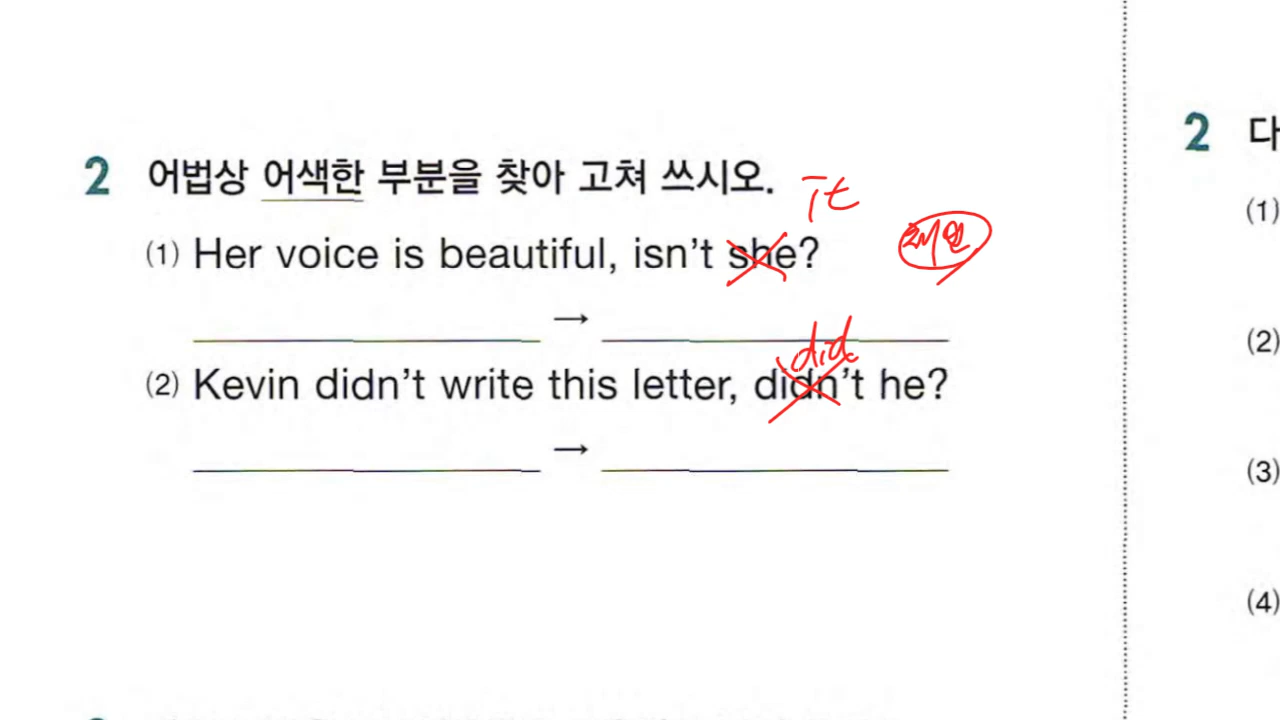 2 어법상 어색한 부분을 찾아 고쳐 쓰시오.
it
(1) Her voice is beautiful, isn't she?
→
did
(2) Kevin didn't write this letter, didn't he?
→
2 다
(1)
(2)
(3)
(4)